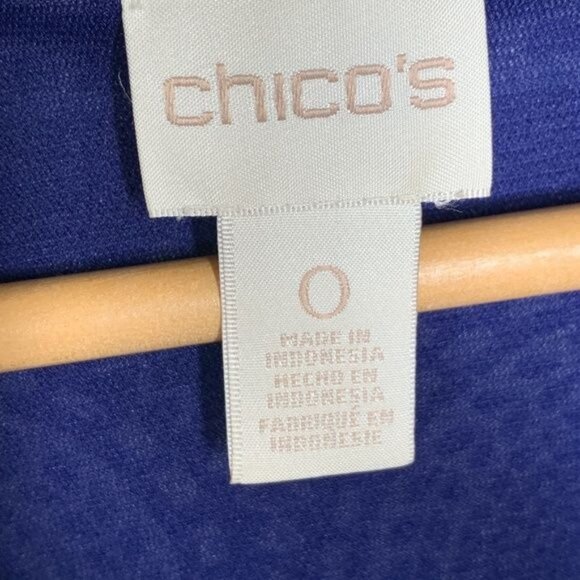 chico's
0
MADE IN
INDONESIA
HECHO EN
INDONESIA
FABRIQUÉ EN
INDONÉSIE